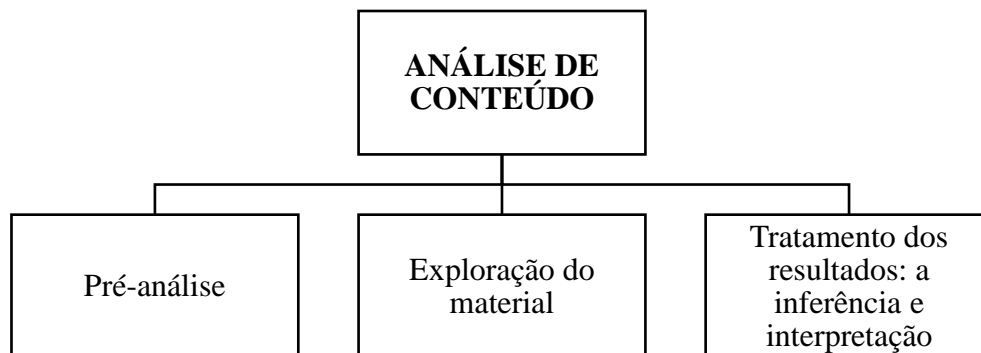 ANÁLISE DE
CONTEÚDO
Pré-análise
Exploração do
material
Tratamento dos
resultados: a
inferência e
interpretação